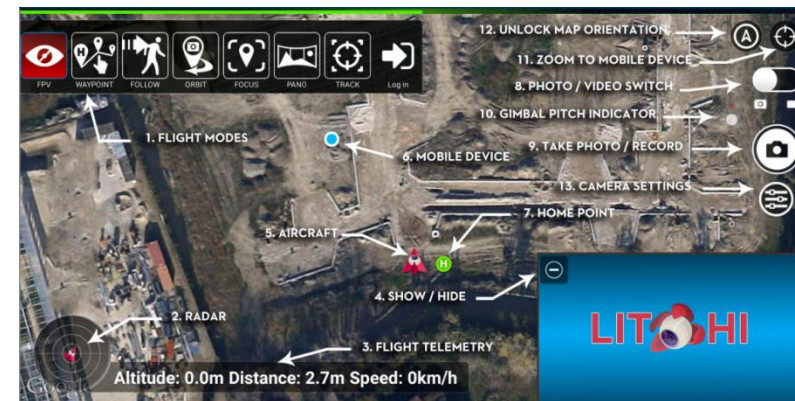 12. UNLOCK MAP ORIENTATION
A
11. ZOOM TO MOBILE DEVICE
8. PHOTO / VIDEO SWITCH
FPV
WAYPOINT
FOLLOW
ORBIT
FOCUS
PANO
TRACK
Log in
10. GIMBAL PITCH INDICATOR
1. FLIGHT MODES
9. TAKE PHOTO / RECORD
6. MOBILE DEVICE
13. CAMERA SETTINGS
7. HOME POINT
5. AIRCRAFT
H
4. SHOW / HIDE
2. RADAR
LITCHI
3. FLIGHT TELEMETRY
Google
Altitude: 0.0m Distance: 2.7m Speed: 0km/h